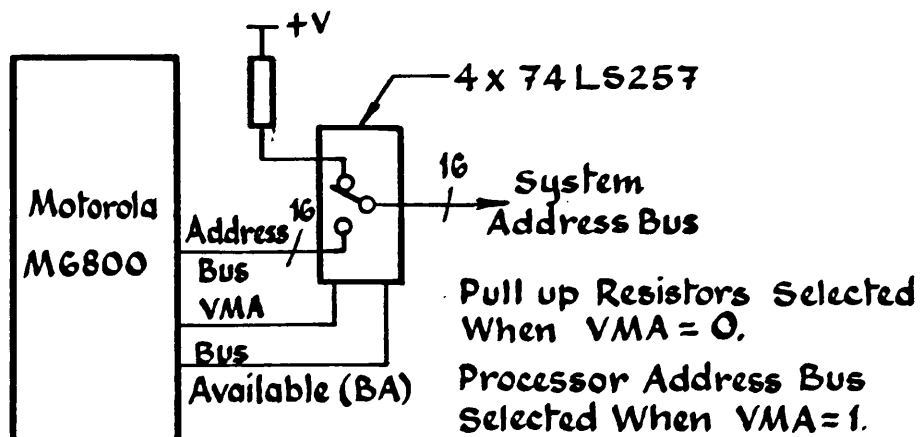 +V
4 x 74LS257
Motorola
M6800
16
Address
Bus
16
System
Address Bus
VMA
Bus
Available (BA)
Pull up Resistors Selected
When VMA = 0.
Processor Address Bus
Selected When VMA=1.